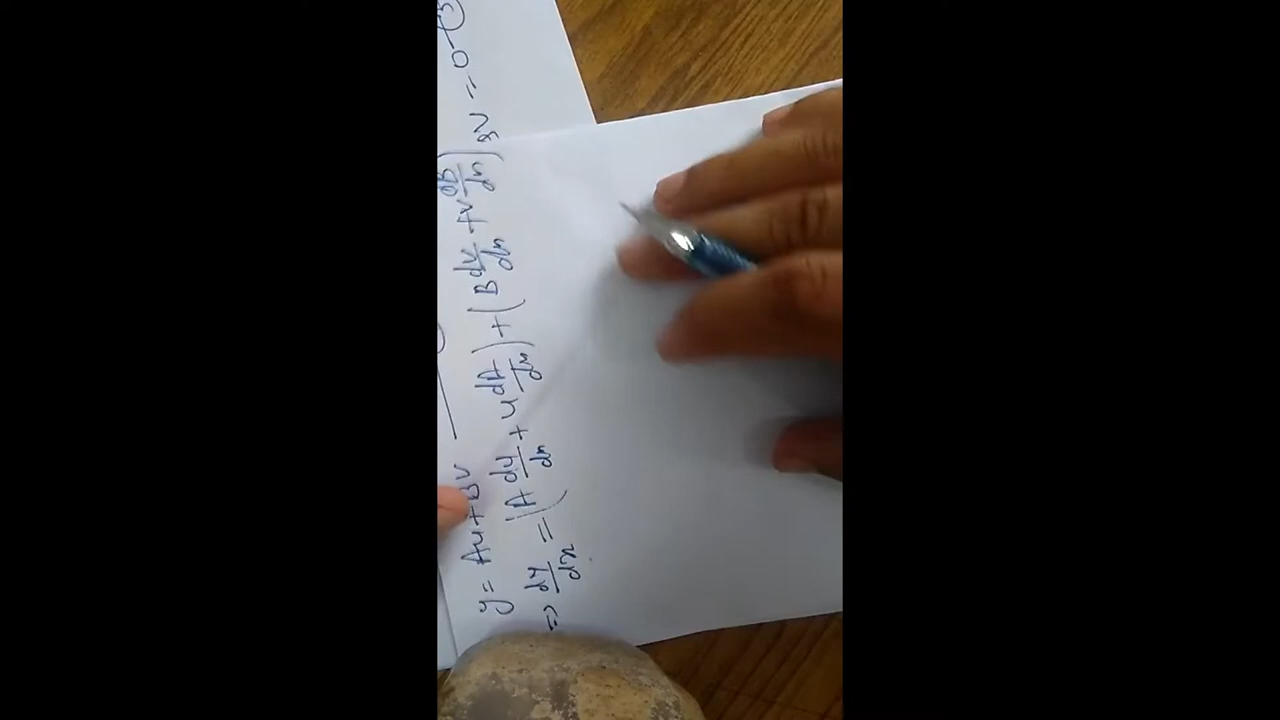 y = Au + Bv
=> dy/dx = (A du/dx + u dA/dx) + (B dv/dx + v dB/dx)
v = 0